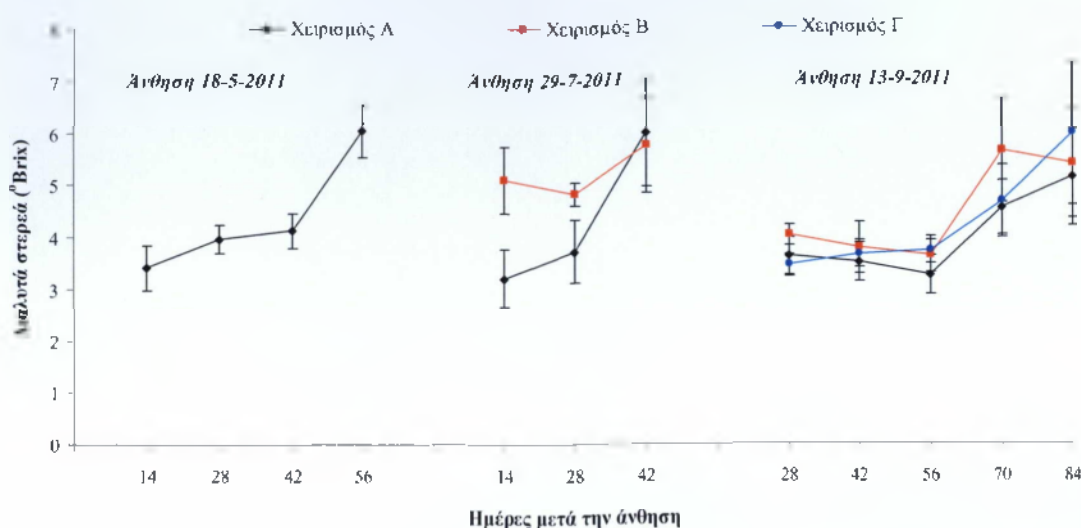 Χειρισμός Α Χειρισμός Β Χειρισμός Γ
Άνθηση 18-5-2011 Άνθηση 29-7-2011 Άνθηση 13-9-2011
Διαλυτά στερεά (⁰Brix)
7
6
5
4
3
2
1
0
14 28 42 56 14 28 42 28 42 56 70 84
Ημέρες μετά την άνθηση